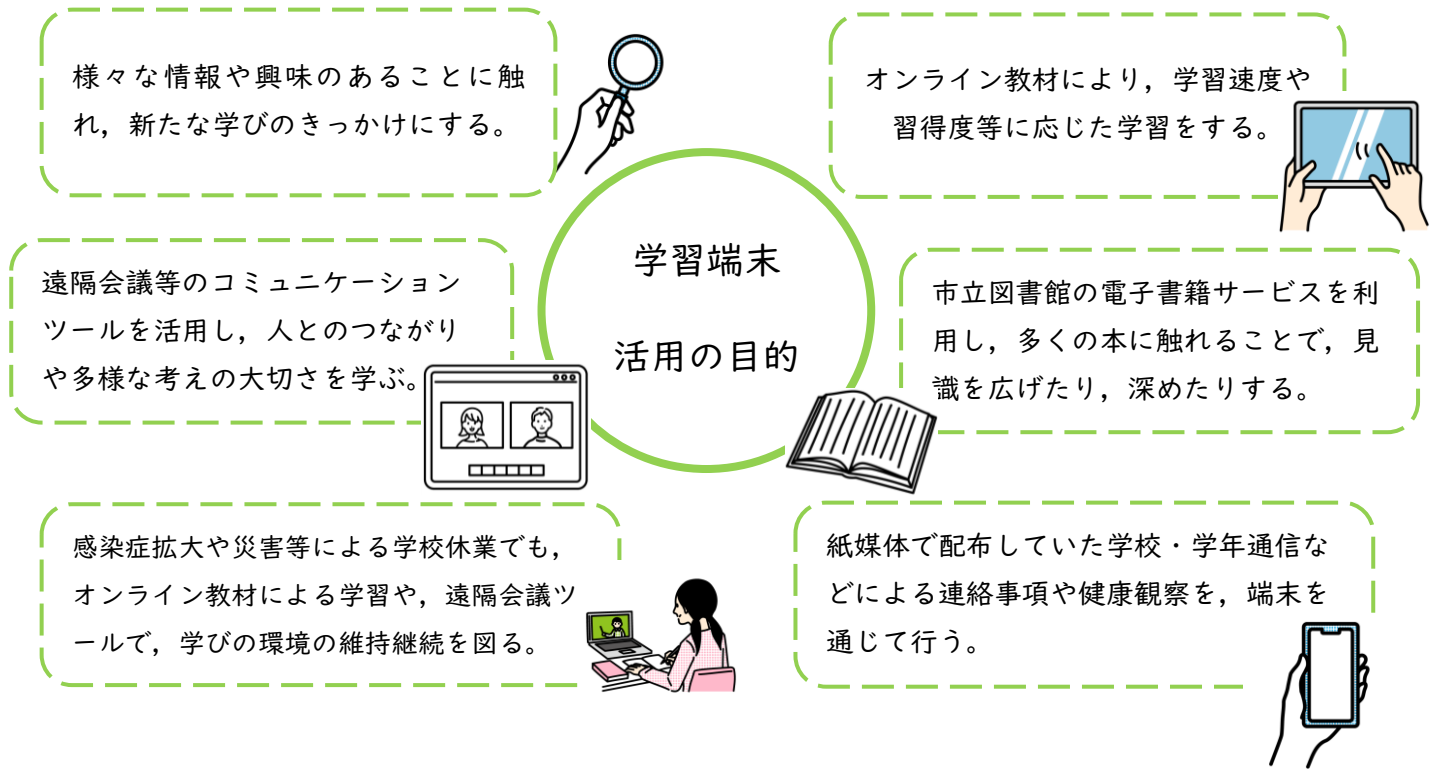 様々な情報や興味のあることに触
れ，新たな学びのきっかけにする。
オンライン教材により，学習速度や
習得度等に応じた学習をする。
学習端末
活用の目的
遠隔会議等のコミュニケーション
ツールを活用し，人とのつながり
や多様な考えの大切さを学ぶ。
市立図書館の電子書籍サービスを利
用し，多くの本に触れることで，見
識を広げたり，深めたりする。
感染症拡大や災害等による学校休業でも，
オンライン教材による学習や，遠隔会議ツ
ールで，学びの環境の維持継続を図る。
紙媒体で配布していた学校・学年通信な
どによる連絡事項や健康観察を，端末を
通じて行う。